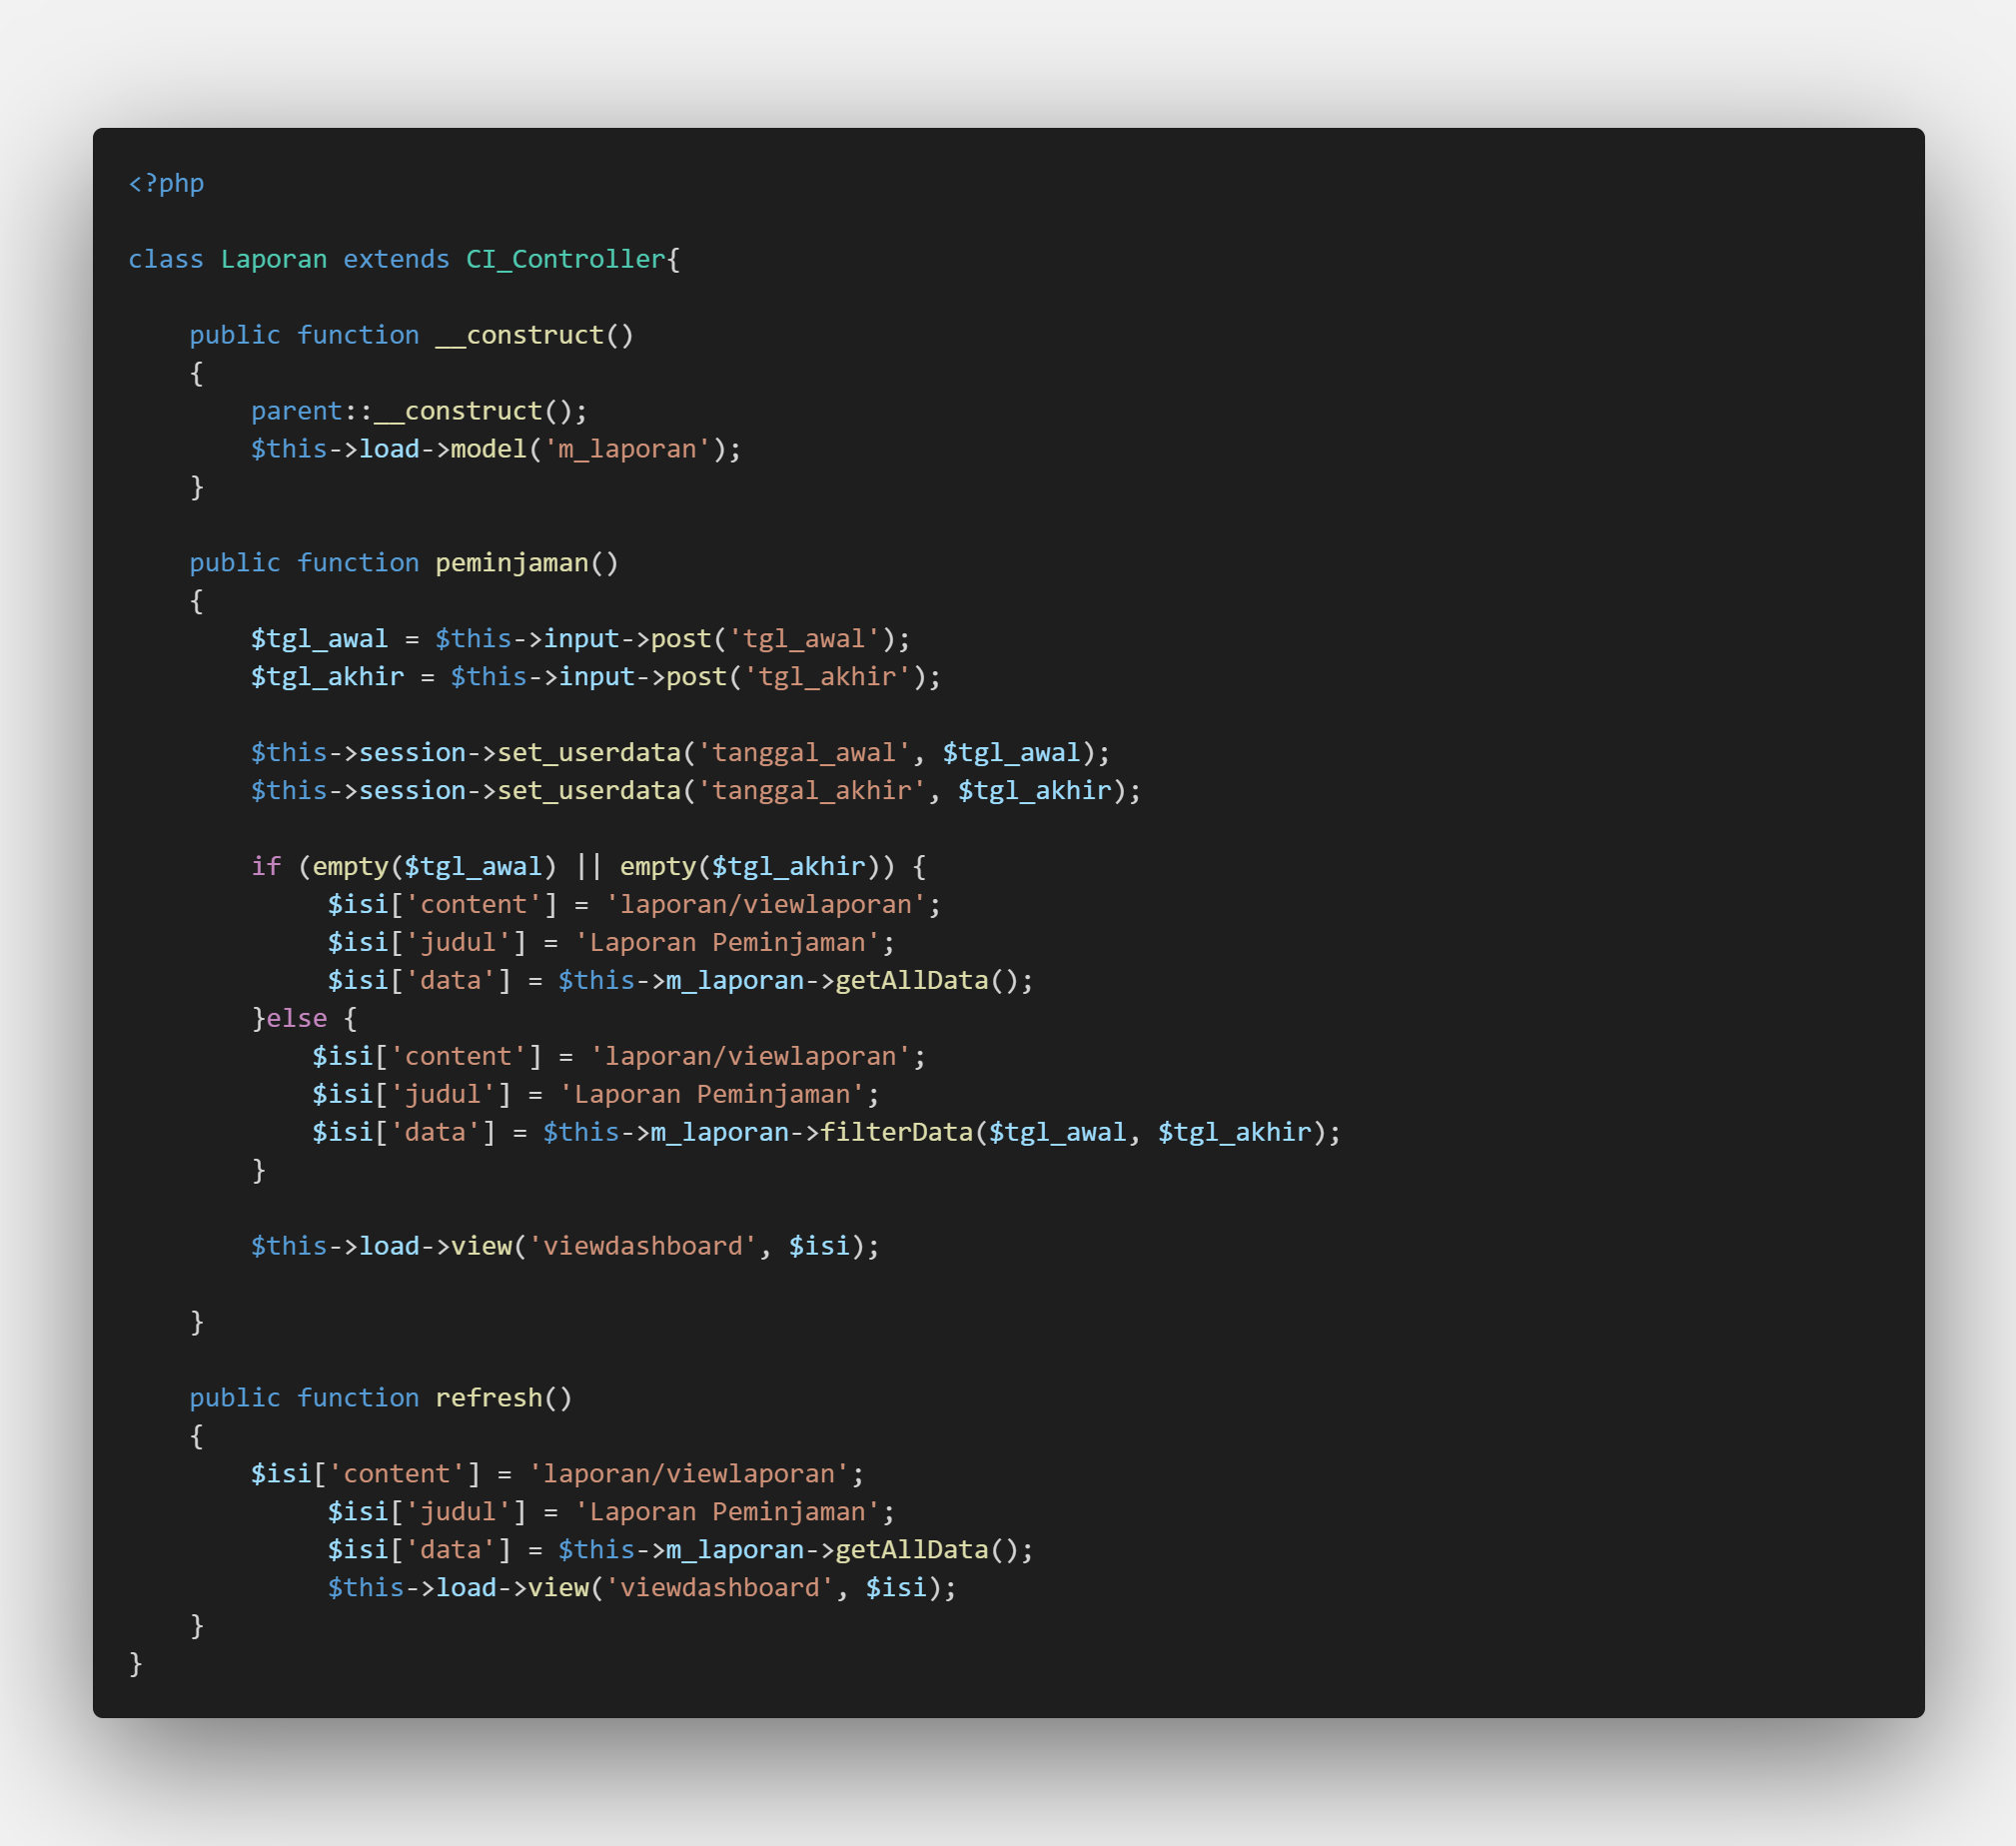 <?php

class Laporan extends CI_Controller{

    public function __construct()
    {
        parent::__construct();
        $this->load->model('m_laporan');
    }

    public function peminjaman()
    {
        $tgl_awal = $this->input->post('tgl_awal');
        $tgl_akhir = $this->input->post('tgl_akhir');

        $this->session->set_userdata('tanggal_awal', $tgl_awal);
        $this->session->set_userdata('tanggal_akhir', $tgl_akhir);

        if (empty($tgl_awal) || empty($tgl_akhir)) {
             $isi['content'] = 'laporan/viewlaporan';
             $isi['judul'] = 'Laporan Peminjaman';
             $isi['data'] = $this->m_laporan->getAllData();
        }else {
            $isi['content'] = 'laporan/viewlaporan';
            $isi['judul'] = 'Laporan Peminjaman';
            $isi['data'] = $this->m_laporan->filterData($tgl_awal, $tgl_akhir);
        }

        $this->load->view('viewdashboard', $isi);

    }

    public function refresh()
    {
        $isi['content'] = 'laporan/viewlaporan';
             $isi['judul'] = 'Laporan Peminjaman';
             $isi['data'] = $this->m_laporan->getAllData();
             $this->load->view('viewdashboard', $isi);
    }
}